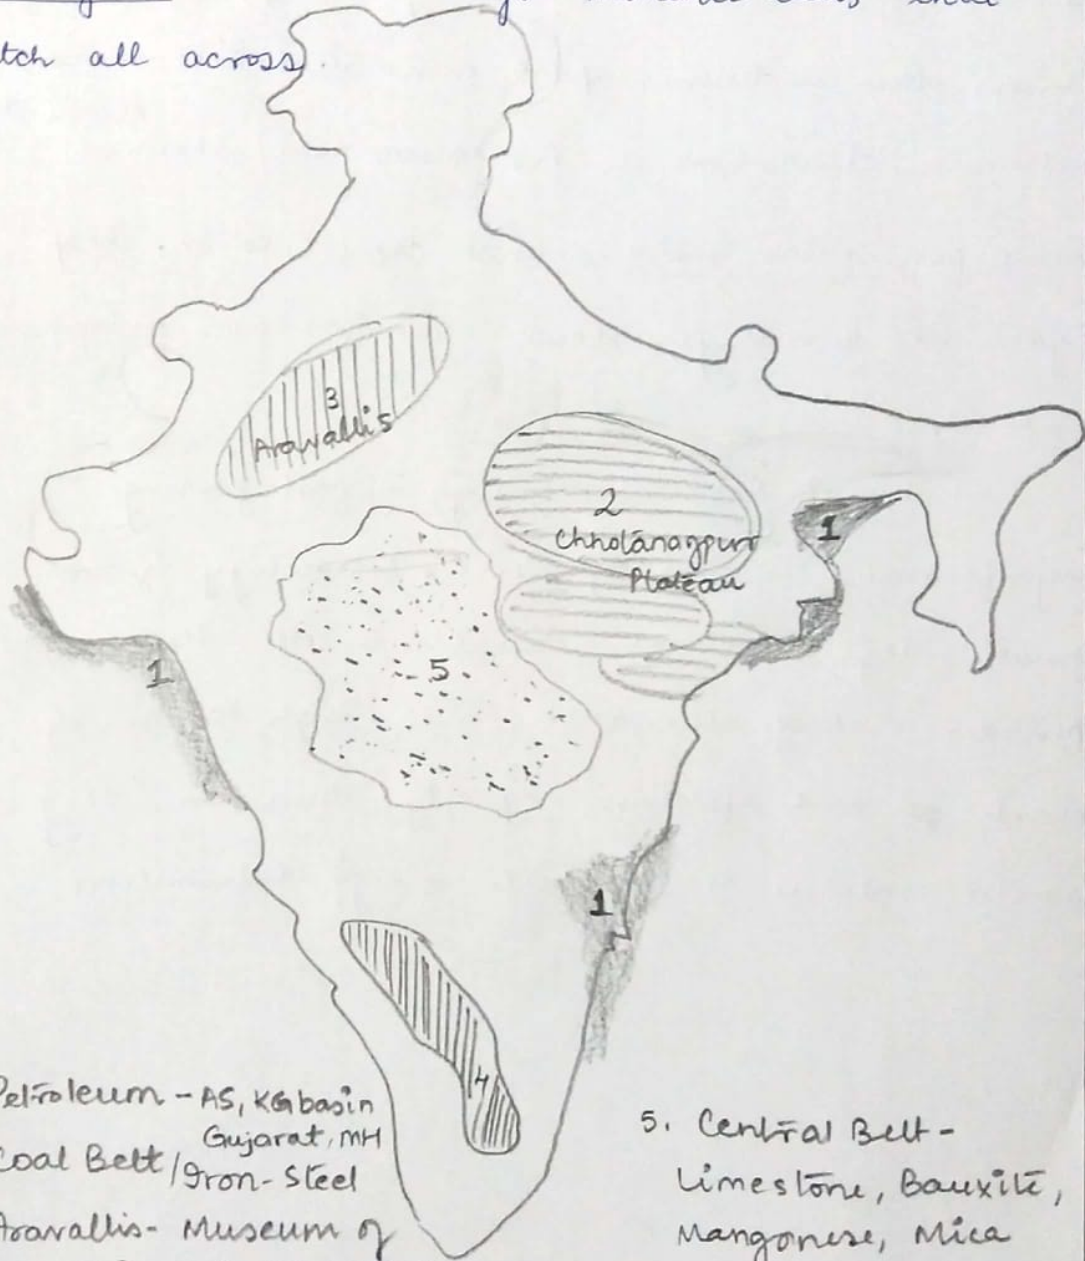 tch all across.
3
Aravallis
2
Chhotanagpur
Plateau
1
1
5
1
4
Petroleum - AS, KG basin
Gujarat, MH
Coal Belt / Iron-Steel
Aravallis - Museum of
5. Central Belt -
Limestone, Bauxite,
Manganese, Mica